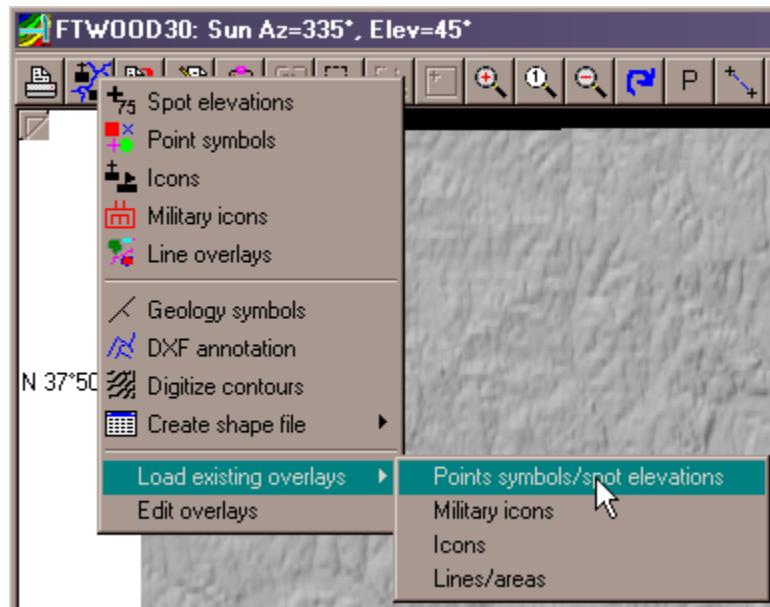 FTWOOD30: Sun Az=335°, Elev=45°
1
P
75 Spot elevations
Point symbols
Icons
Military icons
Line overlays
Geology symbols
DXF annotation
Digitize contours
Create shape file
Load existing overlays
Edit overlays
Points symbols/spot elevations
Military icons
Icons
Lines/areas
N 37°50